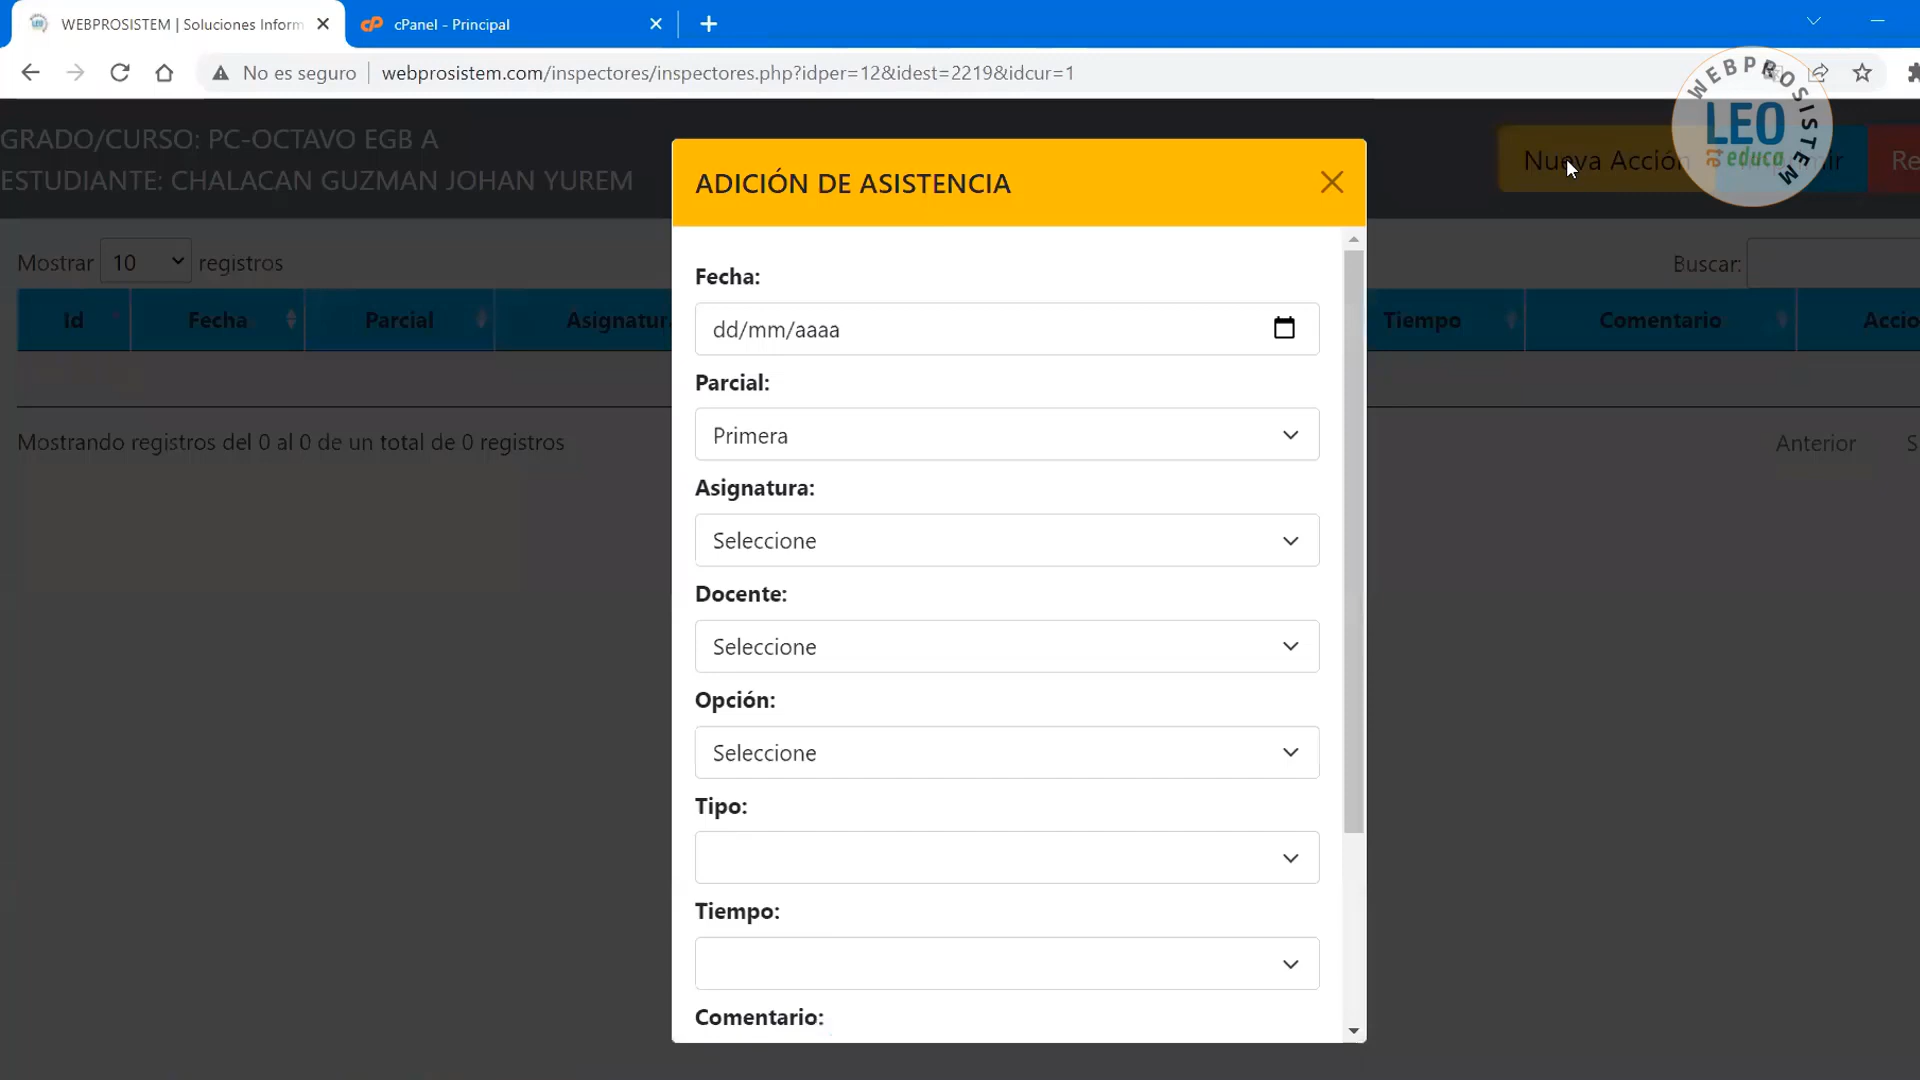 WEBPROSISTEM | Soluciones Inform
cPanel - Principal
No es seguro
webprosistem.com/inspectores/inspectores.php?idper=12&idest=2219&idcur=1
WEBPROSISTEM
LEO
te educa
GRADO/CURSO: PC-OCTAVO EGB A
ESTUDIANTE: CHALACAN GUZMAN JOHAN YUREM
Nueva Acción
Re
ADICIÓN DE ASISTENCIA
Mostrar 10 registros
Buscar:
Id Fecha Parcial Asignatura Tiempo Comentario Accio
Mostrando registros del 0 al 0 de un total de 0 registros
Anterior S
Fecha:
dd/mm/aaaa
Parcial:
Primera
Asignatura:
Seleccione
Docente:
Seleccione
Opción:
Seleccione
Tipo:
Tiempo:
Comentario: